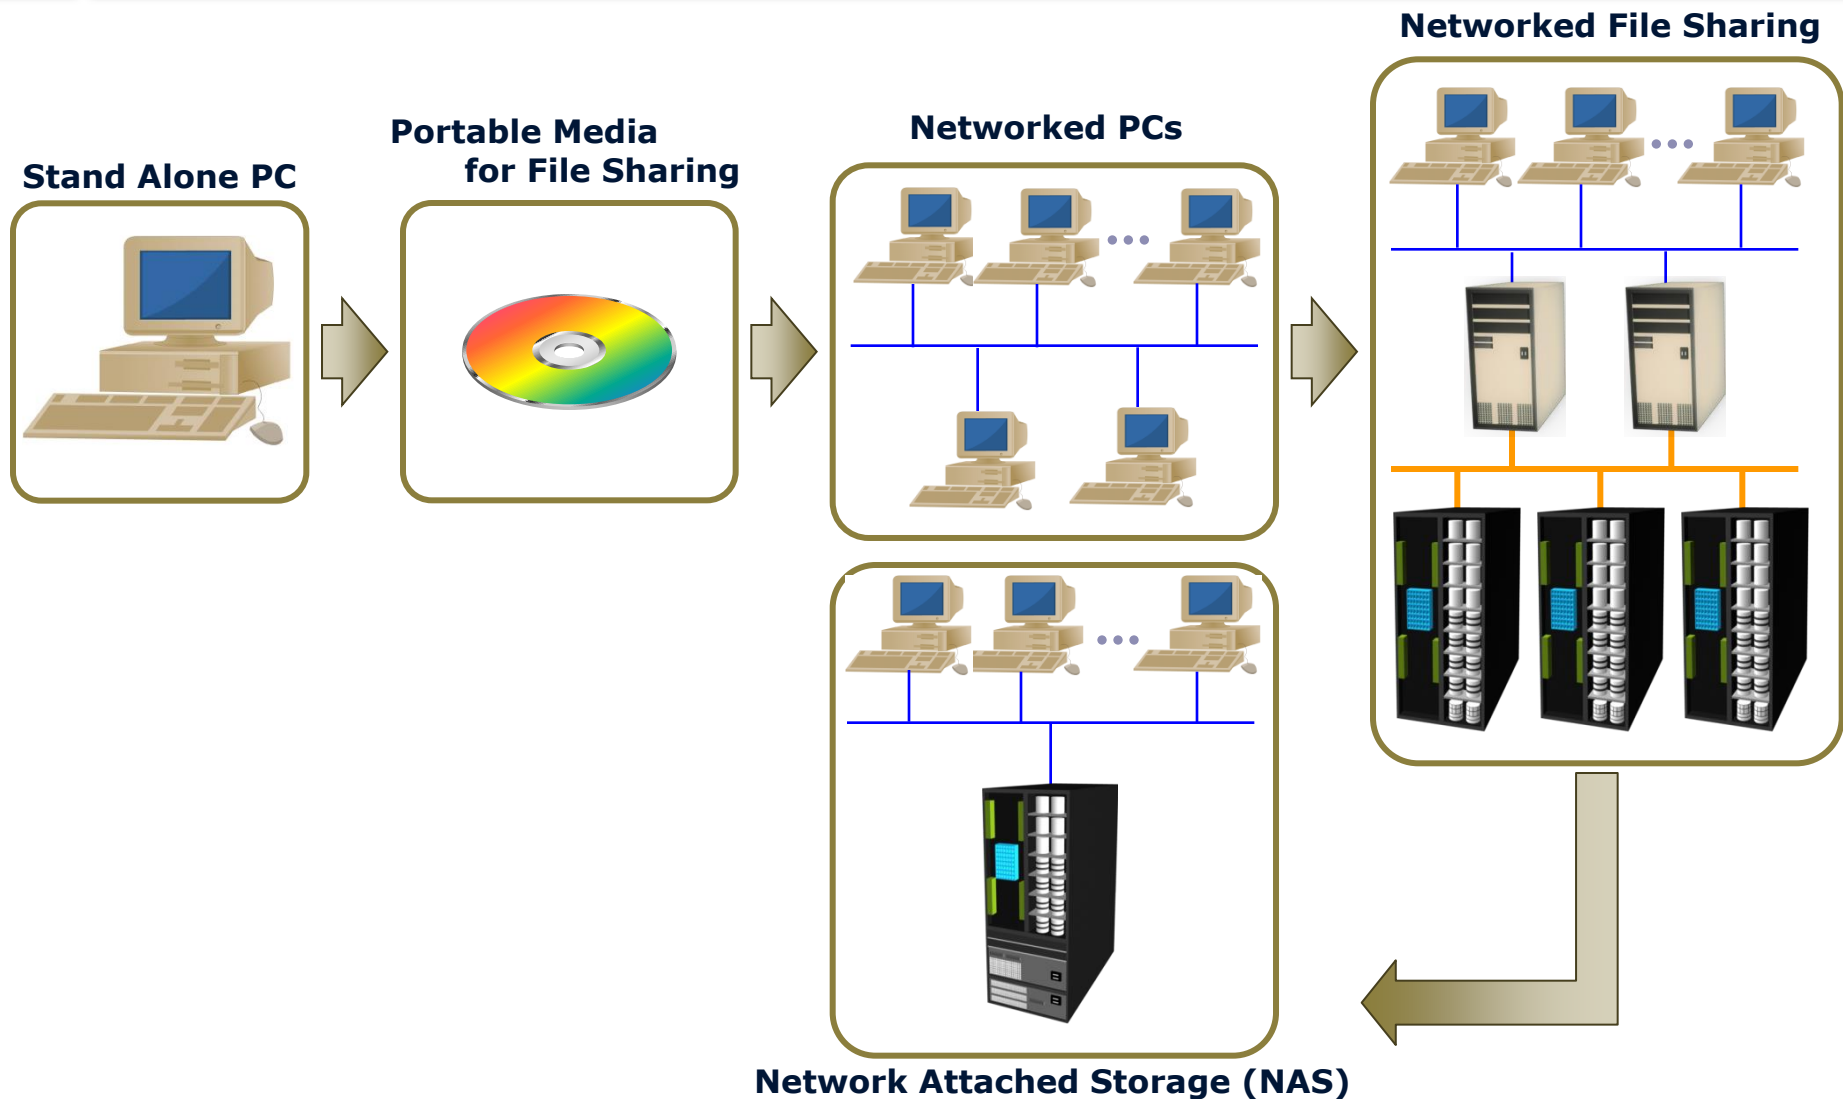 Stand Alone PC
Portable Media
for File Sharing
Networked PCs
Networked File Sharing
Network Attached Storage (NAS)